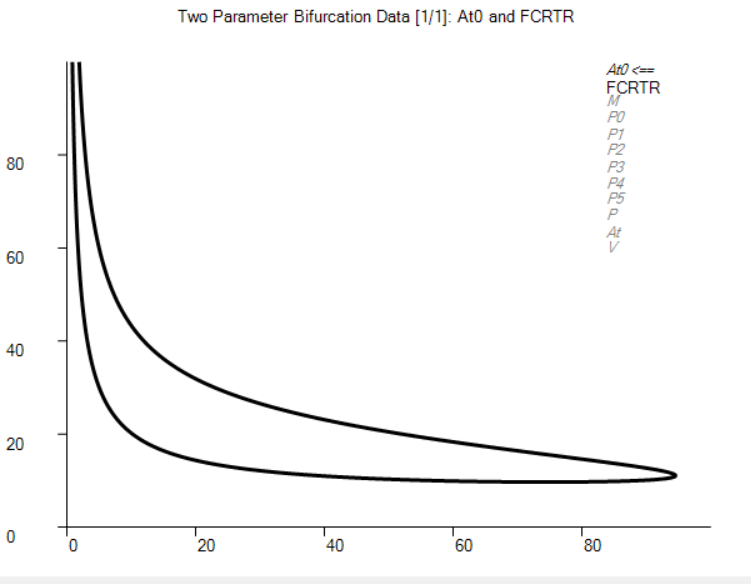 Two Parameter Bifurcation Data [1/1]: At0 and FCRTR
At0 <==
FCRTR
M
P0
P1
P2
P3
P4
P5
P
At
V
80
60
40
20
0
0 20 40 60 80